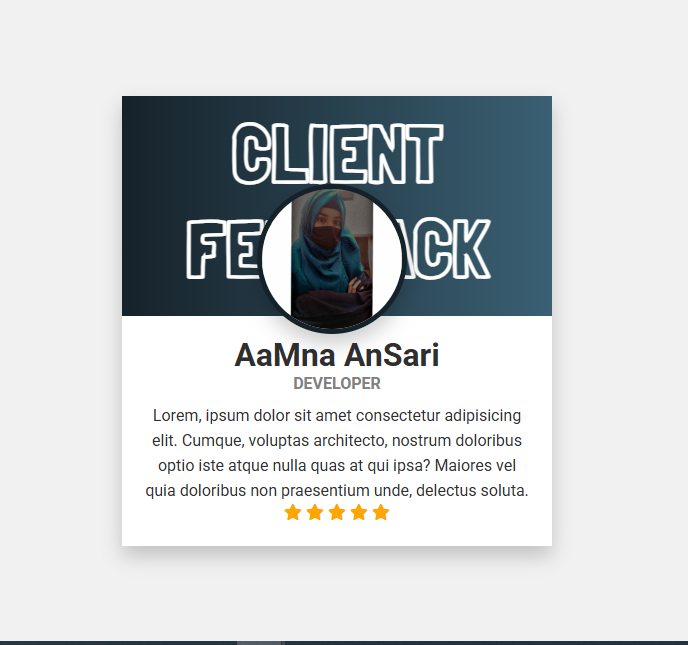 CLIENT
FE ACK
AaMna AnSari
DEVELOPER
Lorem, ipsum dolor sit amet consectetur adipisicing
elit. Cumque, voluptas architecto, nostrum doloribus
optio iste atque nulla quas at qui ipsa? Maiores vel
quia doloribus non praesentium unde, delectus soluta.